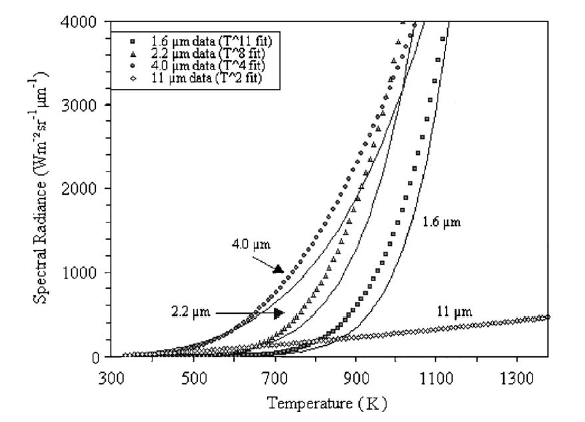 4000
3000
2000
1000
0
Spectral Radiance (Wm⁻²sr⁻¹µm⁻¹)
1.6 µm data (T^11 fit)
2.2 µm data (T^8 fit)
4.0 µm data (T^4 fit)
11 µm data (T^2 fit)
4.0 µm
2.2 µm
1.6 µm
11 µm
300 500 700 900 1100 1300
Temperature (K)